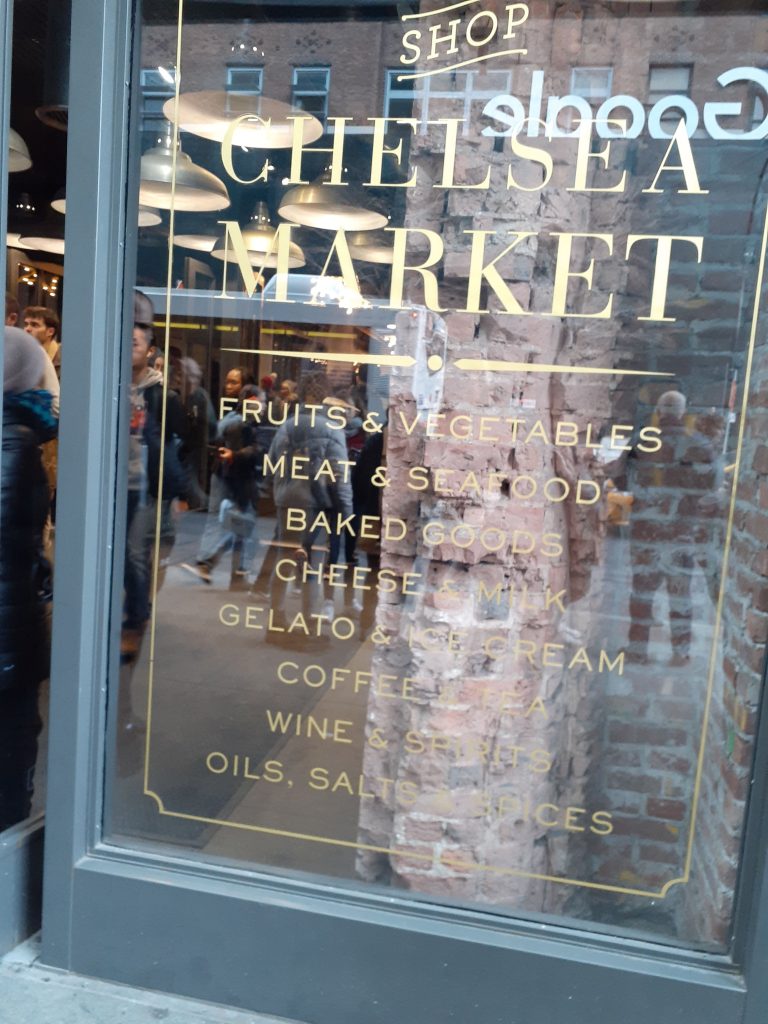 SHOP
Google
CHELSEA
MARKET
FRUITS & VEGETABLES
MEAT & SEAFOOD
BAKED GOODS
CHEESE & MILK
GELATO & ICE CREAM
COFFEE & TEA
WINE & SPIRITS
OILS, SALTS & SPICES